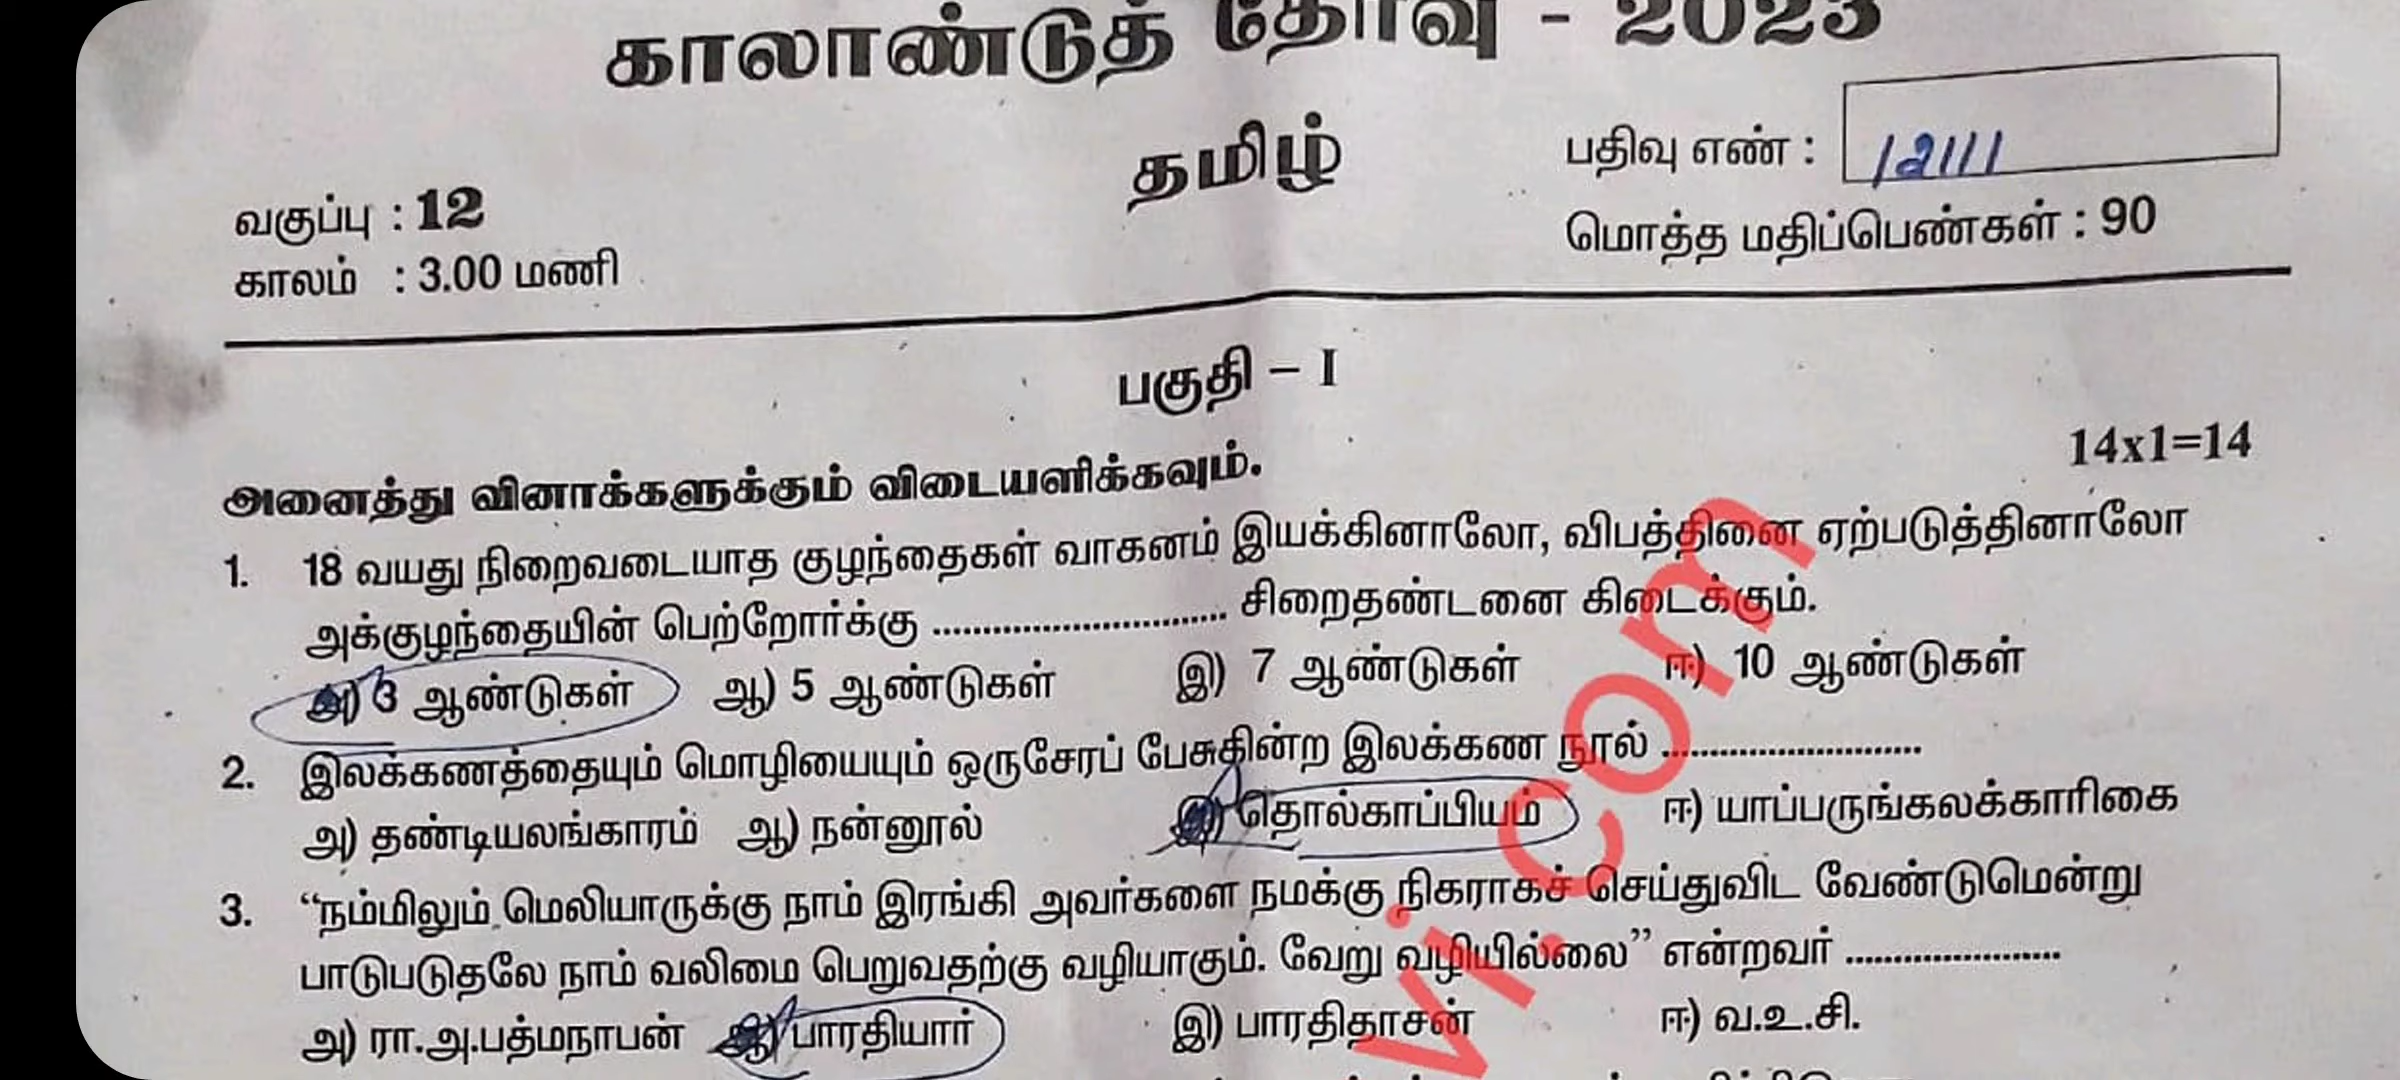 காலாண்டுத் தேர்வு - 2023
தமிழ்
பதிவு எண் : 12111
வகுப்பு : 12
மொத்த மதிப்பெண்கள் : 90
காலம் : 3.00 மணி
பகுதி – I
14x1=14
அனைத்து வினாக்களுக்கும் விடையளிக்கவும்.
1. 18 வயது நிறைவடையாத குழந்தைகள் வாகனம் இயக்கினாலோ, விபத்தினை ஏற்படுத்தினாலோ
அக்குழந்தையின் பெற்றோர்க்கு ............................. சிறைதண்டனை கிடைக்கும்.
அ) 3 ஆண்டுகள் ஆ) 5 ஆண்டுகள் இ) 7 ஆண்டுகள் ஈ) 10 ஆண்டுகள்
2. இலக்கணத்தையும் மொழியையும் ஒருசேரப் பேசுகின்ற இலக்கண நூல் ..........................
அ) தண்டியலங்காரம் ஆ) நன்னூல் இ) தொல்காப்பியம் ஈ) யாப்பருங்கலக்காரிகை
3. “நம்மிலும் மெலியாருக்கு நாம் இரங்கி அவர்களை நமக்கு நிகராகச் செய்துவிட வேண்டுமென்று
பாடுபடுதலே நாம் வலிமை பெறுவதற்கு வழியாகும். வேறு வழியில்லை” என்றவர் .....................
அ) ரா.அ.பத்மநாபன் ஆ) பாரதியார் இ) பாரதிதாசன் ஈ) வ.உ.சி.
vi.com